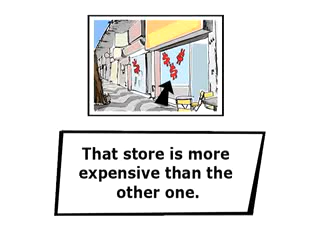 That store is more
expensive than the
other one.